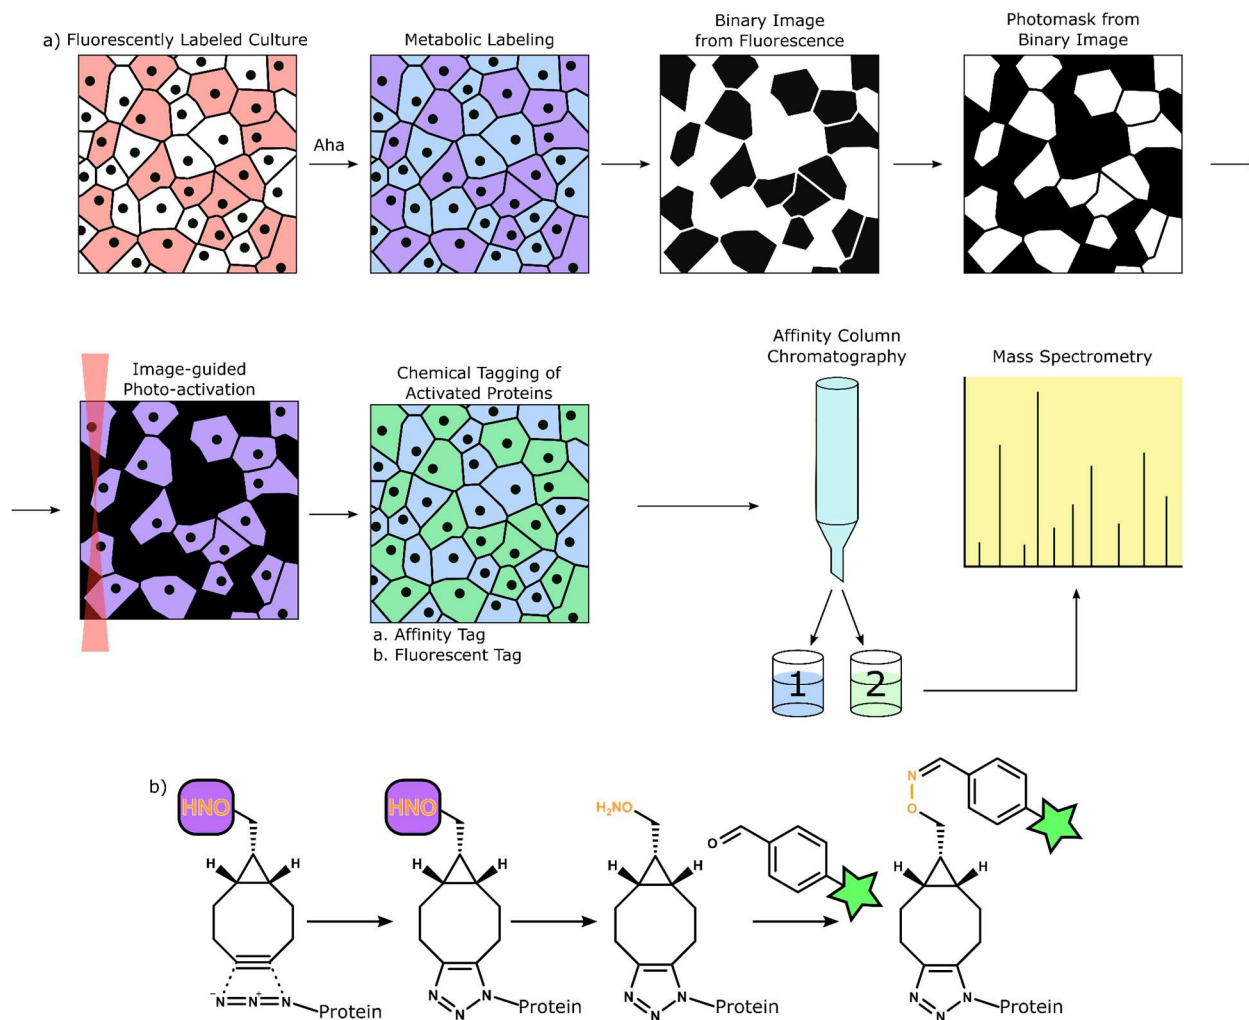 a) Fluorescently Labeled Culture
Metabolic Labeling
Binary Image
from Fluorescence
Photomask from
Binary Image
Aha
Image-guided
Photo-activation
Chemical Tagging of
Activated Proteins
a. Affinity Tag
b. Fluorescent Tag
Affinity Column
Chromatography
1
2
Mass Spectrometry
b)
HNO
H H
N=N=N
− +
Protein
HNO
H H
N N N
Protein
H₂NO
H H
N N N
Protein
O
N
O
H H
N N N
Protein